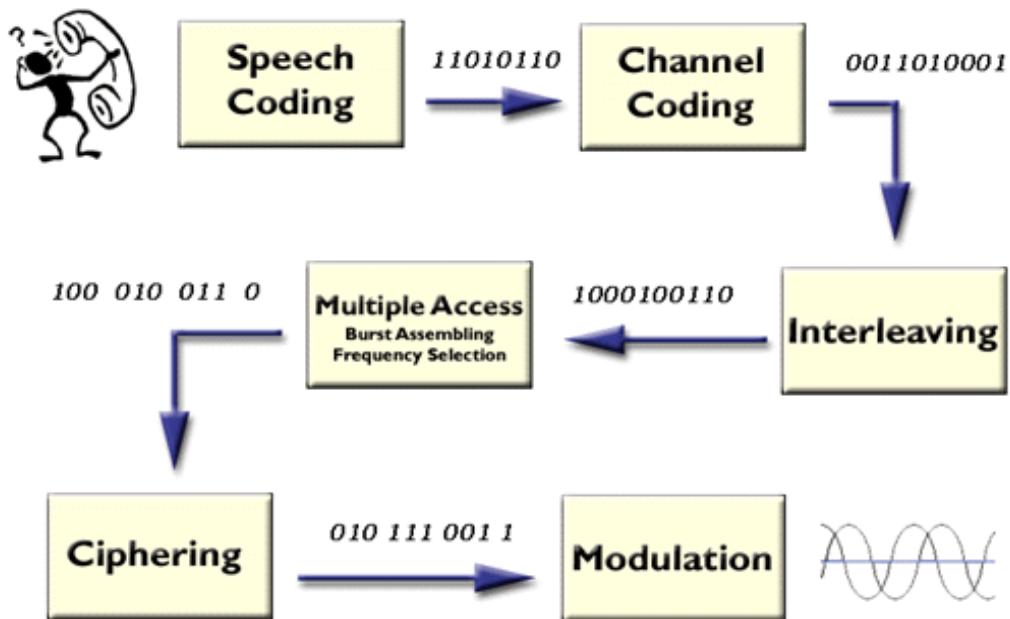 ?
Speech
Coding
11010110
Channel
Coding
0011010001
Interleaving
1000100110
Multiple Access
Burst Assembling
Frequency Selection
100 010 011 0
Ciphering
010 111 001 1
Modulation